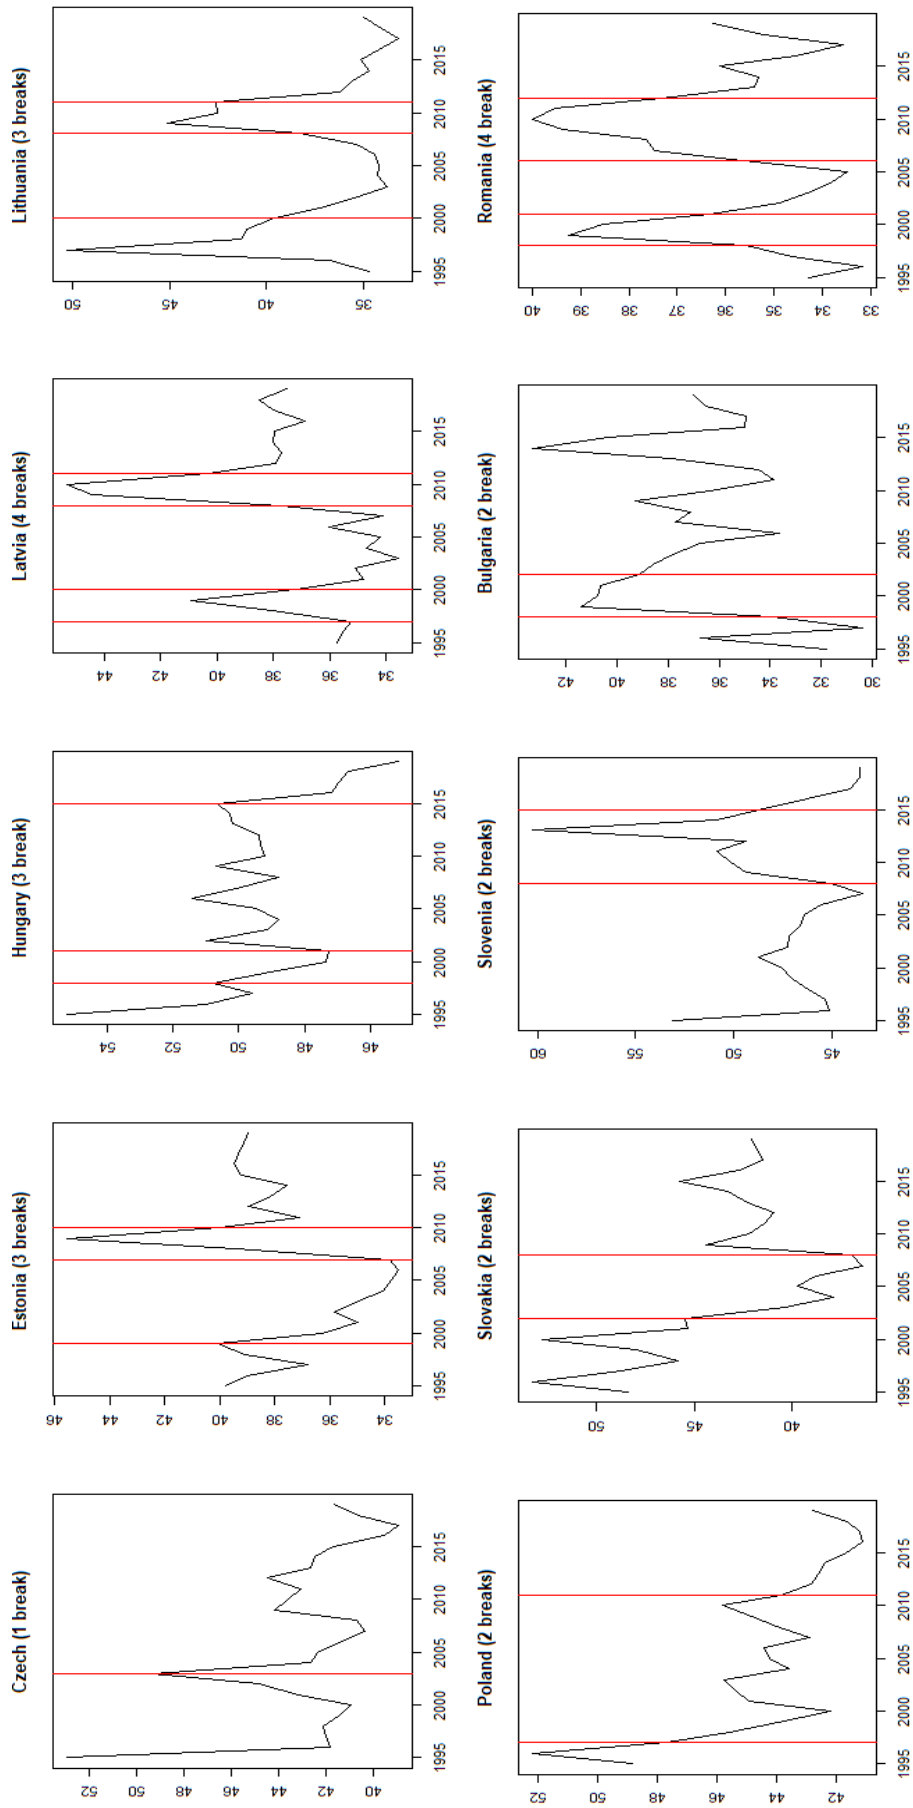 Czech (1 break)
52
50
48
46
44
42
40
1995 2000 2005 2010 2015
Estonia (3 breaks)
46
44
42
40
38
36
34
1995 2000 2005 2010 2015
Hungary (3 break)
54
52
50
48
46
1995 2000 2005 2010 2015
Latvia (4 breaks)
44
42
40
38
36
34
1995 2000 2005 2010 2015
Lithuania (3 breaks)
50
45
40
35
1995 2000 2005 2010 2015
Poland (2 breaks)
52
50
48
46
44
42
1995 2000 2005 2010 2015
Slovakia (2 breaks)
50
45
40
1995 2000 2005 2010 2015
Slovenia (2 breaks)
60
55
50
45
1995 2000 2005 2010 2015
Bulgaria (2 break)
42
40
38
36
34
32
30
1995 2000 2005 2010 2015
Romania (4 break)
40
39
38
37
36
35
34
33
1995 2000 2005 2010 2015